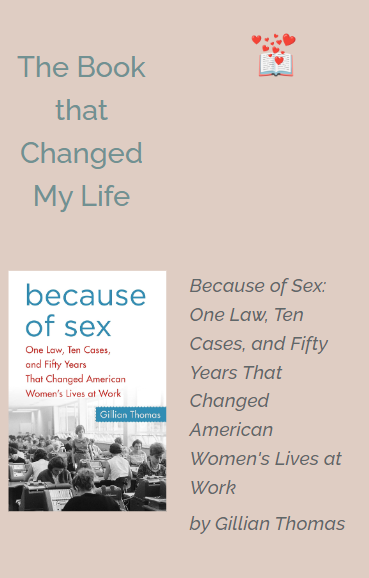 The Book
that
Changed
My Life
because
of sex
One Law, Ten Cases,
and Fifty Years
That Changed American
Women's Lives at Work
Gillian Thomas
Because of Sex:
One Law, Ten
Cases, and Fifty
Years That
Changed
American
Women's Lives at
Work
by Gillian Thomas